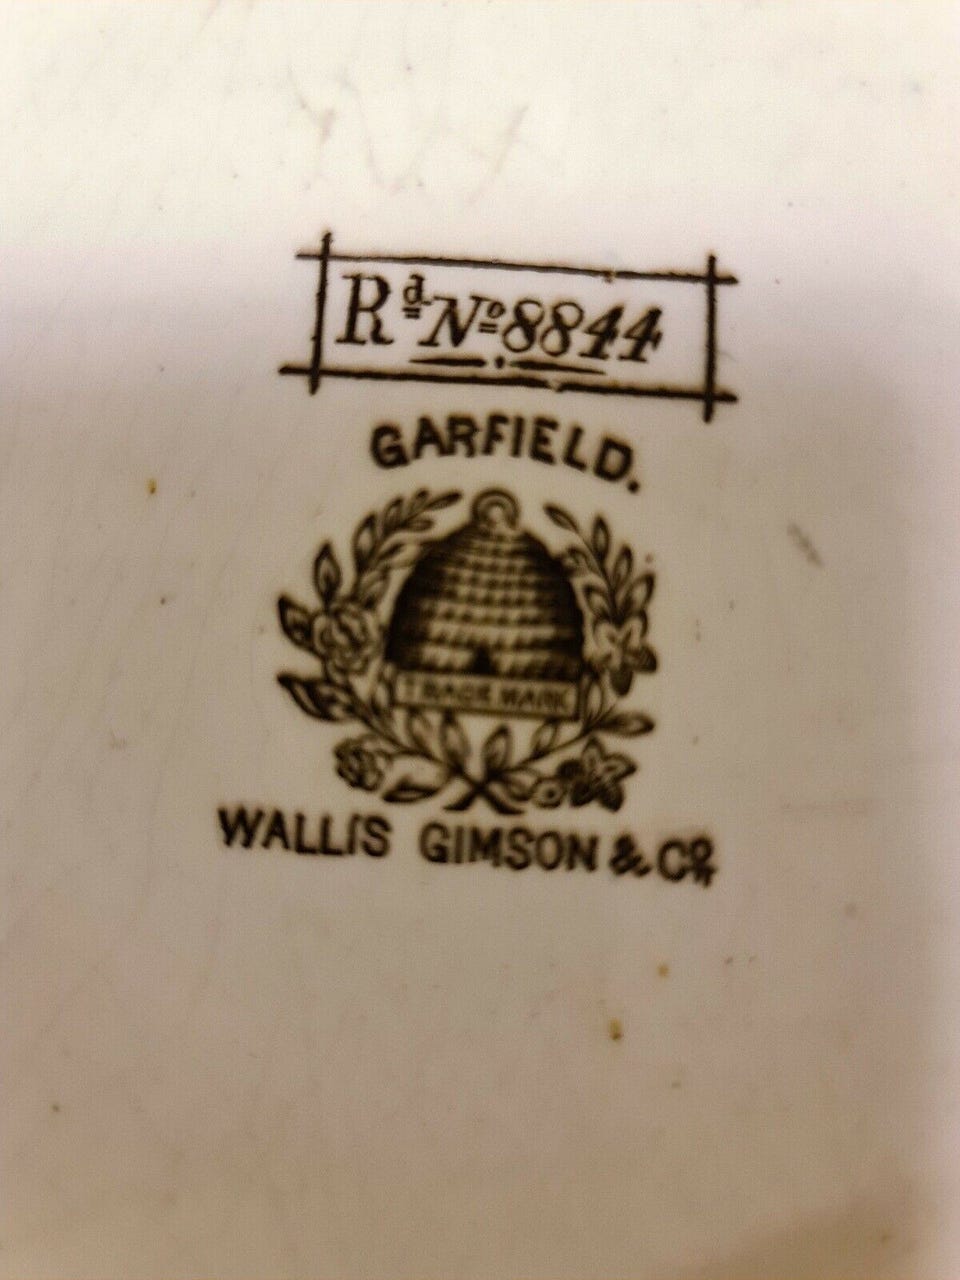 Rᵈ Nº 8844
GARFIELD.
TRADE MARK
WALLIS GIMSON & Cº